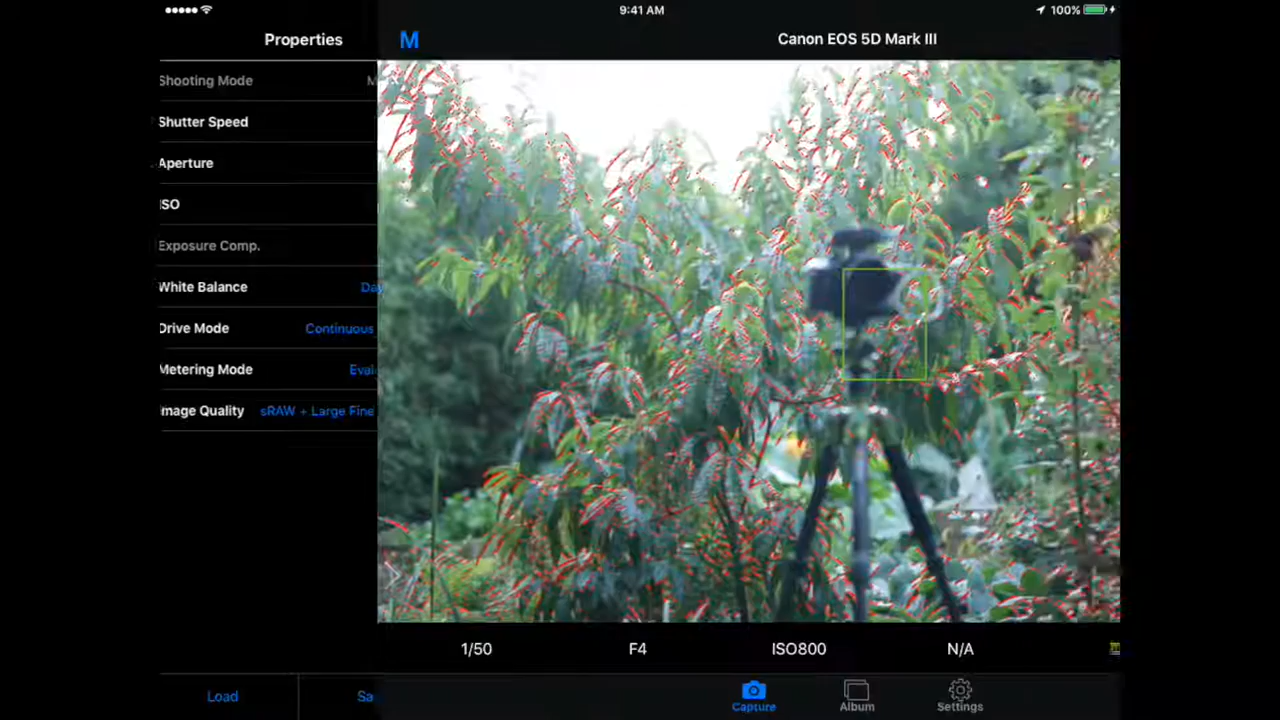 9:41 AM
100%
Properties
M
Canon EOS 5D Mark III
Shooting Mode
Shutter Speed
Aperture
ISO
Exposure Comp.
White Balance
Drive Mode Continuous
Metering Mode
Image Quality sRAW + Large Fine
1/50 F4 ISO800 N/A
Load
Capture Album Settings